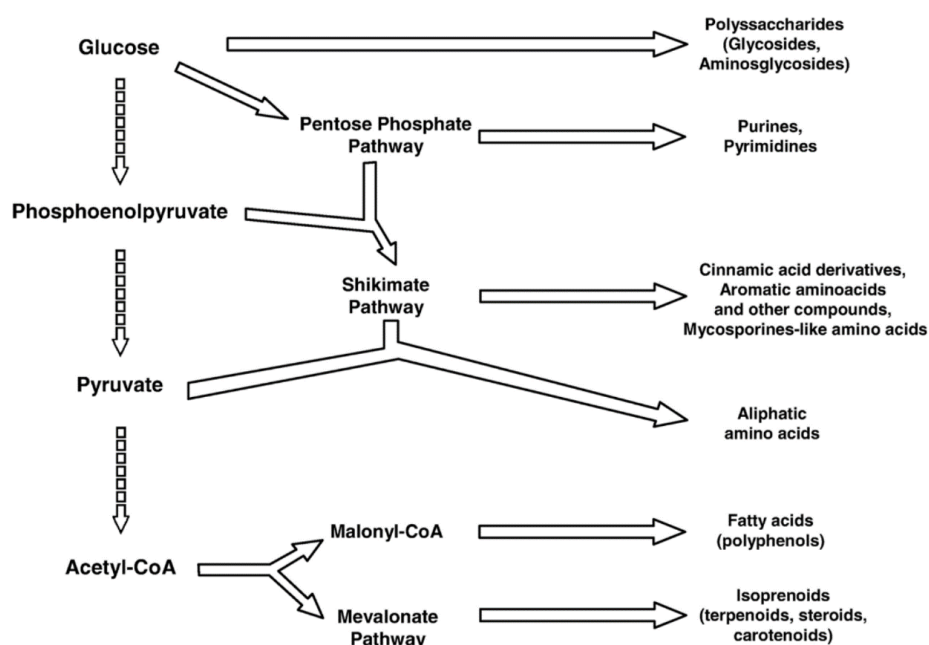 Glucose
Polyssaccharides
(Glycosides,
Aminosglycosides)
Pentose Phosphate
Pathway
Purines,
Pyrimidines
Phosphoenolpyruvate
Shikimate
Pathway
Cinnamic acid derivatives,
Aromatic aminoacids
and other compounds,
Mycosporines-like amino acids
Pyruvate
Aliphatic
amino acids
Acetyl-CoA
Malonyl-CoA
Fatty acids
(polyphenols)
Mevalonate
Pathway
Isoprenoids
(terpenoids, steroids,
carotenoids)